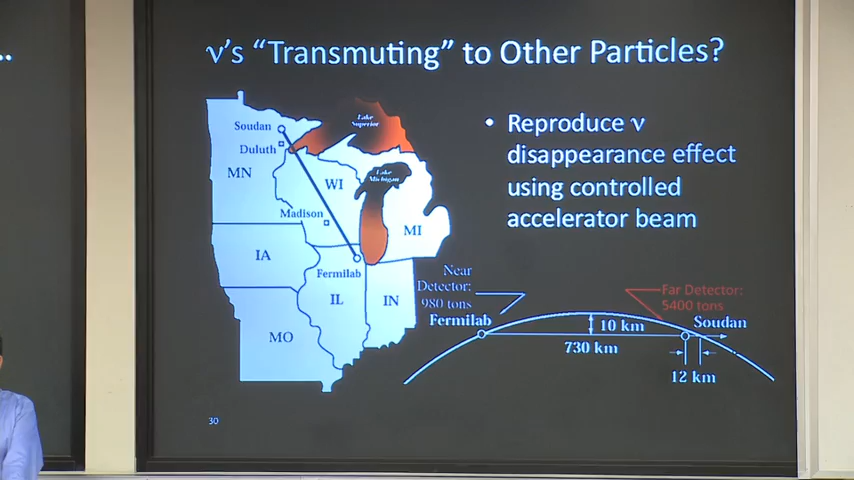 ..
ν's "Transmuting" to Other Particles?
• Reproduce ν
disappearance effect
using controlled
accelerator beam
Soudan
Lake
Superior
Duluth
MN
WI
Lake
Michigan
Madison
MI
IA
Fermilab
IL
IN
MO
Near
Detector:
980 tons
Far Detector:
5400 tons
Fermilab
10 km
Soudan
730 km
12 km
30